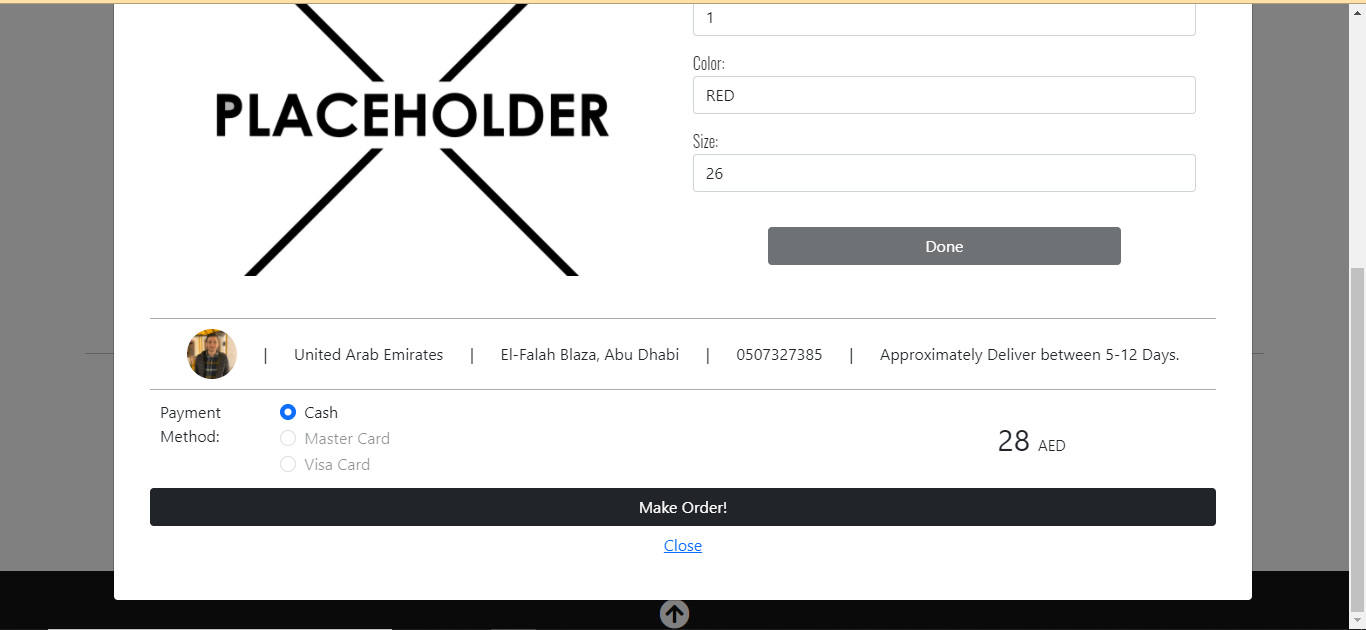 1
Color:
RED
PLACEHOLDER
Size:
26
Done
| United Arab Emirates | El-Falah Blaza, Abu Dhabi | 0507327385 | Approximately Deliver between 5-12 Days.
Payment
Method:
Cash
Master Card
Visa Card
28 AED
Make Order!
Close